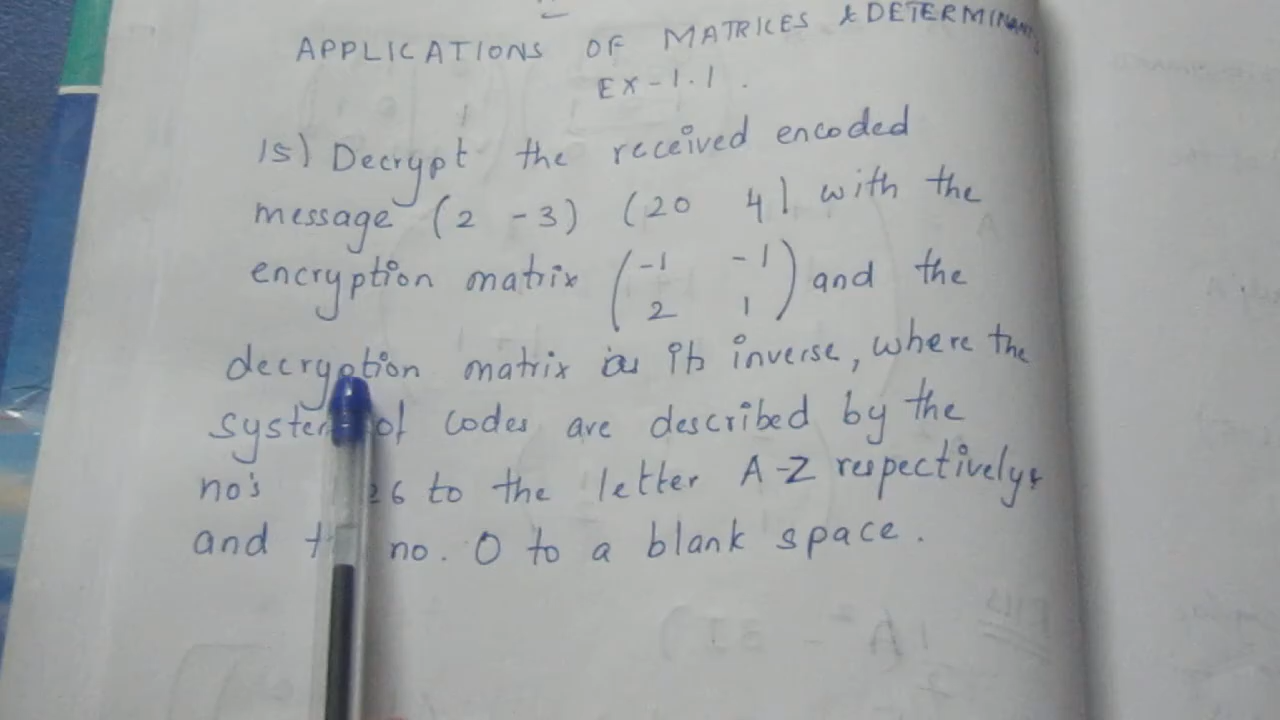 APPLICATIONS OF MATRICES & DETERMINANTS
EX-1.1.
15) Decrypt the received encoded
message (2 -3) (20 4) with the
encryption matrix (-1 -1
2 1) and the
decryption matrix as its inverse, where the
system of codes are described by the
no's 26 to the letter A-Z respectively
and no. 0 to a blank space.